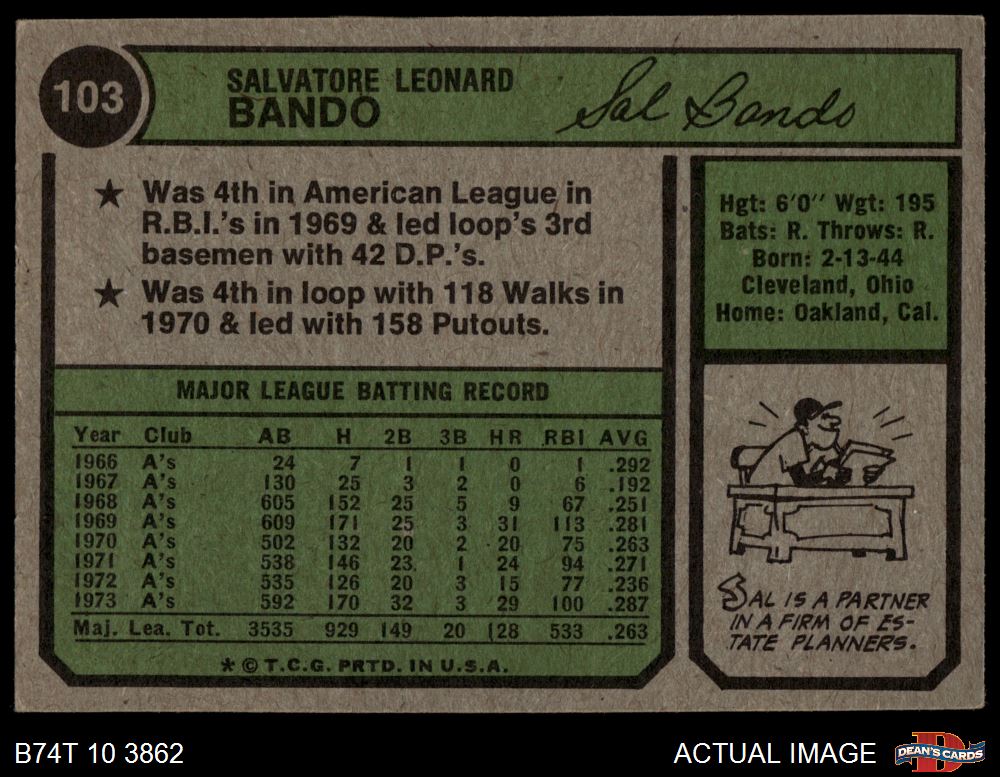 103
SALVATORE LEONARD
BANDO
Sal Bando
★ Was 4th in American League in
R.B.I.'s in 1969 & led loop's 3rd
basemen with 42 D.P.'s.
★ Was 4th in loop with 118 Walks in
1970 & led with 158 Putouts.
Hgt: 6'0" Wgt: 195
Bats: R. Throws: R.
Born: 2-13-44
Cleveland, Ohio
Home: Oakland, Cal.
MAJOR LEAGUE BATTING RECORD
Year Club AB H 2B 3B HR RBI AVG
1966 A's 24 7 1 1 0 1 .292
1967 A's 130 25 3 2 0 6 .192
1968 A's 605 152 25 5 9 67 .251
1969 A's 609 171 25 3 31 113 .281
1970 A's 502 132 20 2 20 75 .263
1971 A's 538 146 23 1 24 94 .271
1972 A's 535 126 20 3 15 77 .236
1973 A's 592 170 32 3 29 100 .287
Maj. Lea. Tot. 3535 929 149 20 128 533 .263
* © T.C.G. PRTD. IN U.S.A.
SAL IS A PARTNER
IN A FIRM OF ES-
TATE PLANNERS.
B74T 10 3862
ACTUAL IMAGE
D
DEAN'S CARDS